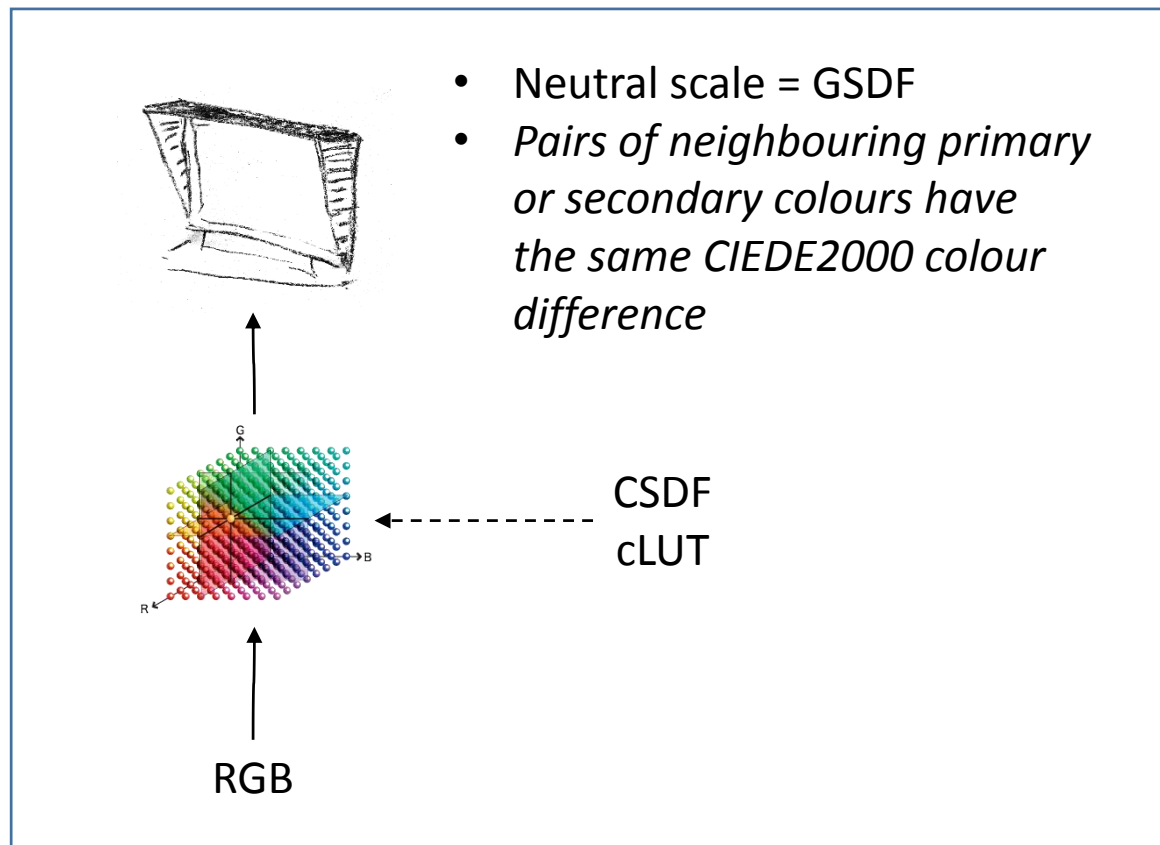 • Neutral scale = GSDF
• Pairs of neighbouring primary
or secondary colours have
the same CIEDE2000 colour
difference
G
B
R
CSDF
cLUT
RGB